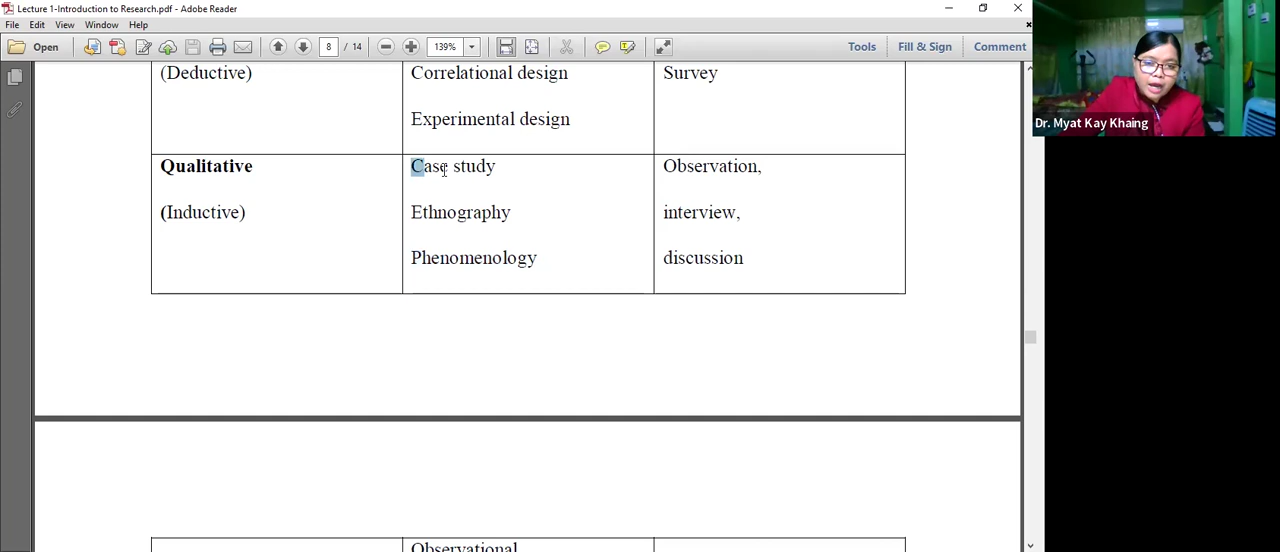 Lecture 1-Introduction to Research.pdf - Adobe Reader
File Edit View Window Help
Open 8 / 14 139% Tools Fill & Sign Comment
Dr. Myat Kay Khaing
(Deductive) Correlational design Survey
Experimental design
Qualitative Case study Observation,
(Inductive) Ethnography interview,
Phenomenology discussion
Observational